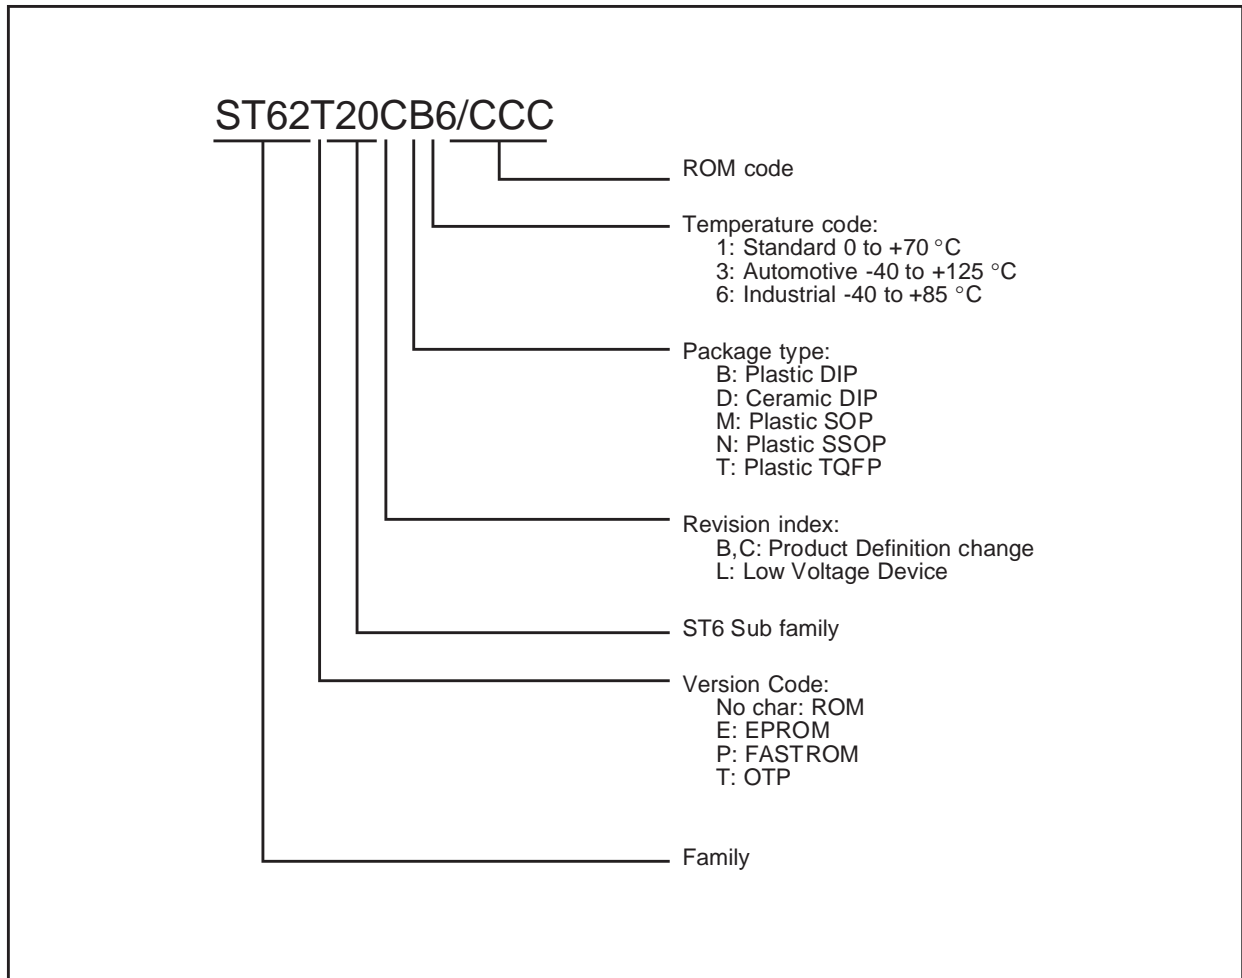 ST62T20CB6/CCC
ROM code
Temperature code:
1: Standard 0 to +70 °C
3: Automotive -40 to +125 °C
6: Industrial -40 to +85 °C
Package type:
B: Plastic DIP
D: Ceramic DIP
M: Plastic SOP
N: Plastic SSOP
T: Plastic TQFP
Revision index:
B,C: Product Definition change
L: Low Voltage Device
ST6 Sub family
Version Code:
No char: ROM
E: EPROM
P: FASTROM
T: OTP
Family